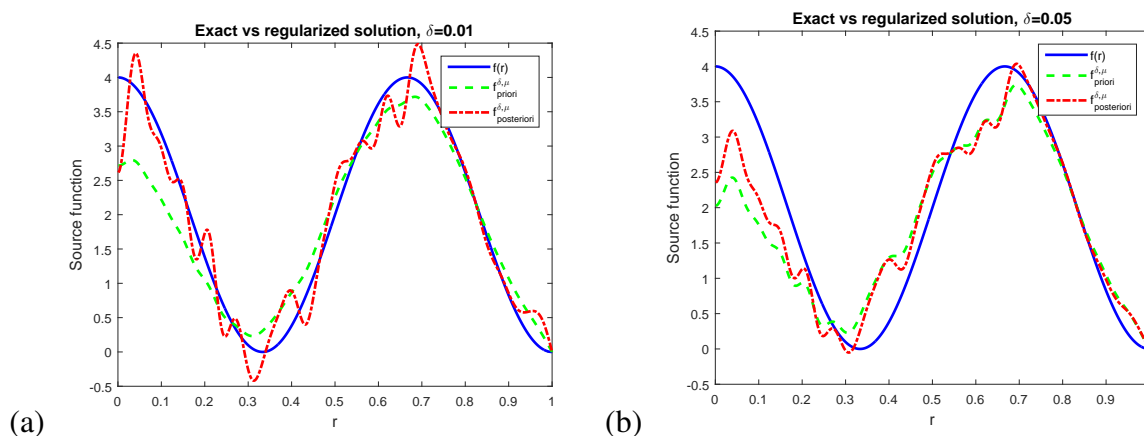 Exact vs regularized solution, δ=0.01
4.5
4
3.5
3
2.5
2
1.5
1
0.5
0
-0.5
Source function
0 0.1 0.2 0.3 0.4 0.5 0.6 0.7 0.8 0.9 1
r
f(r)
f^{δ,μ}_{priori}
f^{δ,μ}_{posteriori}
(a)
Exact vs regularized solution, δ=0.05
4.5
4
3.5
3
2.5
2
1.5
1
0.5
0
-0.5
Source function
0 0.1 0.2 0.3 0.4 0.5 0.6 0.7 0.8 0.9
r
f(r)
f^{δ,μ}_{priori}
f^{δ,μ}_{posteriori}
(b)